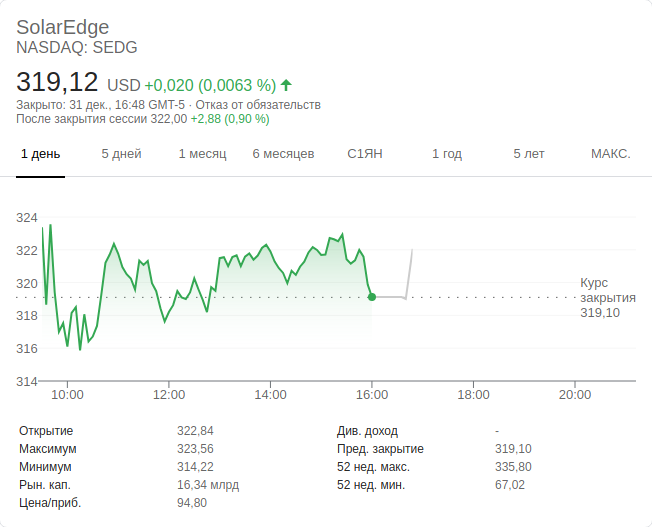 SolarEdge
NASDAQ: SEDG
319,12 USD +0,020 (0,0063 %)
Закрыто: 31 дек., 16:48 GMT-5 · Отказ от обязательств
После закрытия сессии 322,00 +2,88 (0,90 %)
1 день 5 дней 1 месяц 6 месяцев С1ЯН 1 год 5 лет МАКС.
324
322
320
318
316
314
Курс
закрытия
319,10
10:00 12:00 14:00 16:00 18:00 20:00
Открытие 322,84 Див. доход -
Максимум 323,56 Пред. закрытие 319,10
Минимум 314,22 52 нед. макс. 335,80
Рын. кап. 16,34 млрд 52 нед. мин. 67,02
Цена/приб. 94,80